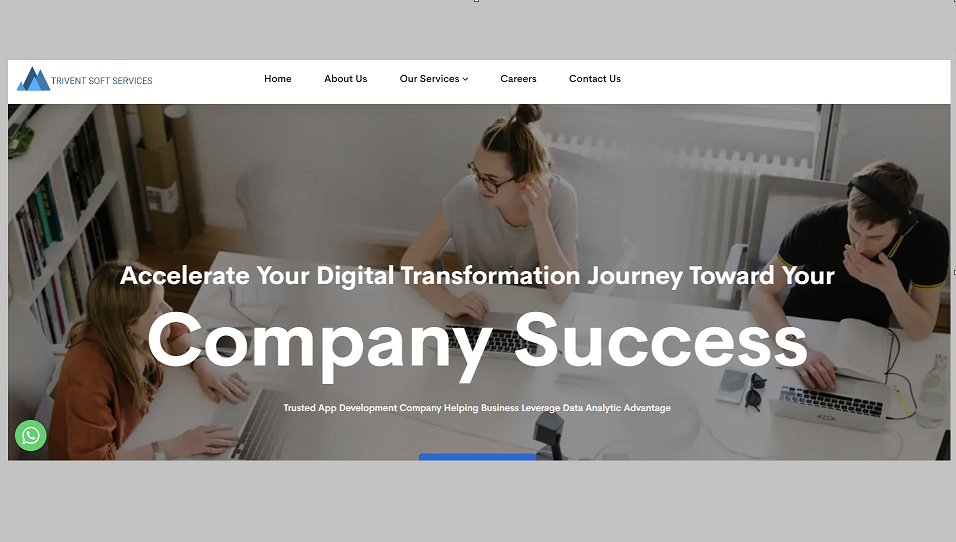 TRIVENT SOFT SERVICES
Home About Us Our Services Careers Contact Us
Accelerate Your Digital Transformation Journey Toward Your
Company Success
Trusted App Development Company Helping Business Leverage Data Analytic Advantage